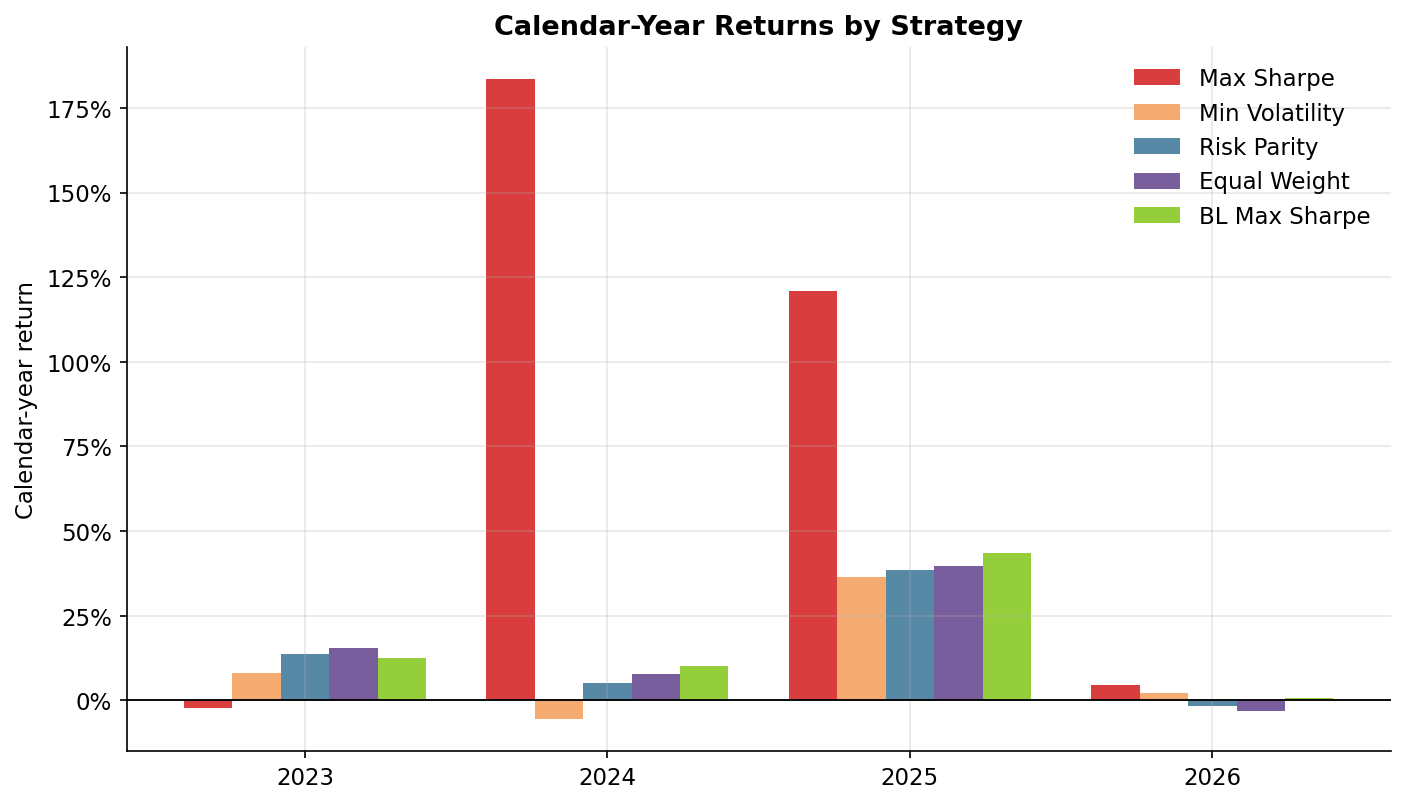 Calendar-Year Returns by Strategy
Max Sharpe
Min Volatility
Risk Parity
Equal Weight
BL Max Sharpe
Calendar-year return
175%
150%
125%
100%
75%
50%
25%
0%
2023
2024
2025
2026